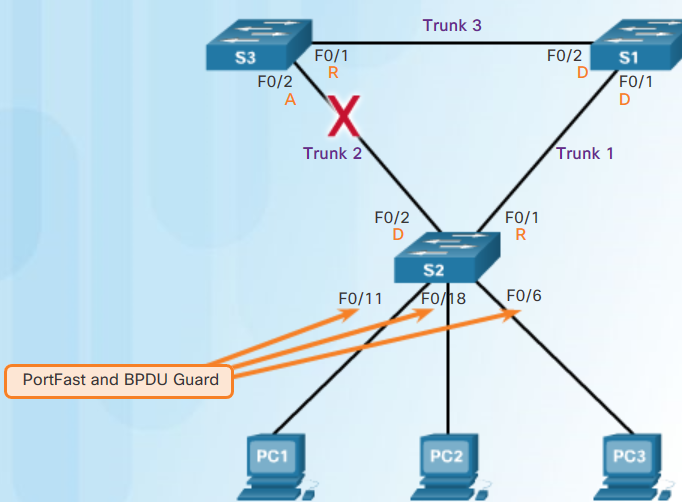 Trunk 3
S3
F0/1
R
F0/2
D
S1
F0/2
A
F0/1
D
Trunk 2
Trunk 1
F0/2
D
F0/1
R
S2
F0/11
F0/18
F0/6
PortFast and BPDU Guard
PC1
PC2
PC3